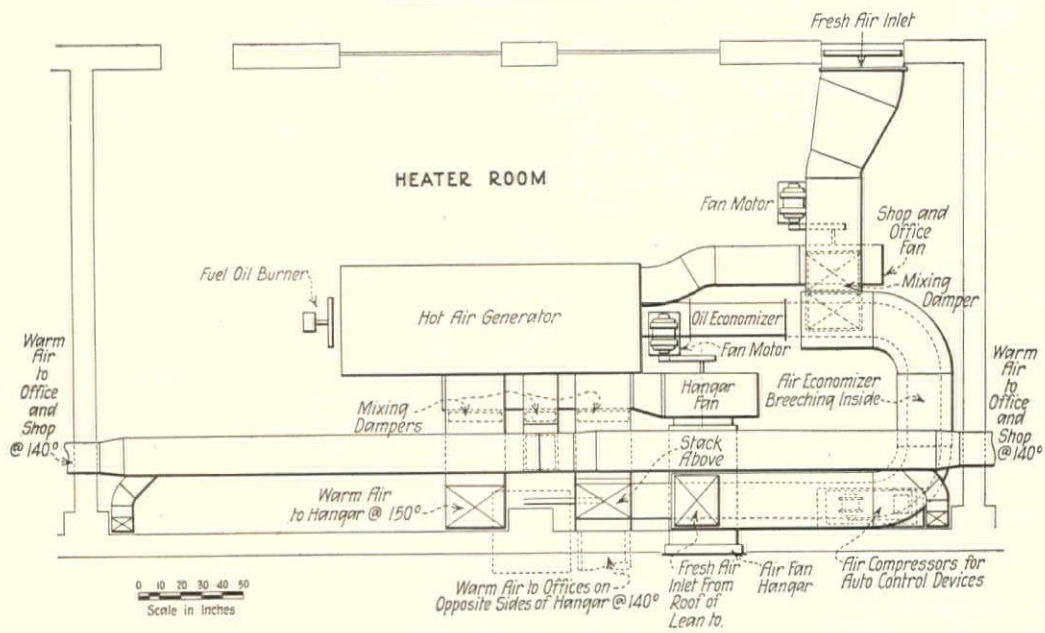 Fresh Air Inlet
HEATER ROOM
Fan Motor
Shop and
Office
Fan
Mixing
Damper
Fuel Oil Burner
Hot Air Generator
Oil Economizer
Fan Motor
Warm
Air
to
Office
and
Shop
@ 140°
Mixing
Dampers
Hangar
Fan
Air Economizer
Breeching Inside
Warm
Air
to
Office
and
Shop
@140°
Stack
Above
Warm Air
to Hangar @ 150°
Warm Air to Offices on
Opposite Sides of Hangar @ 140°
Fresh Air
Inlet From
Roof of
Lean to.
Air Fan
Hangar
Air Compressors for
Auto Control Devices
0 10 20 30 40 50
Scale in Inches